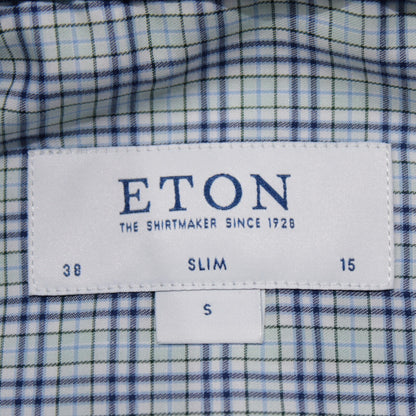 ETON
THE SHIRTMAKER SINCE 1928
38 SLIM 15
S